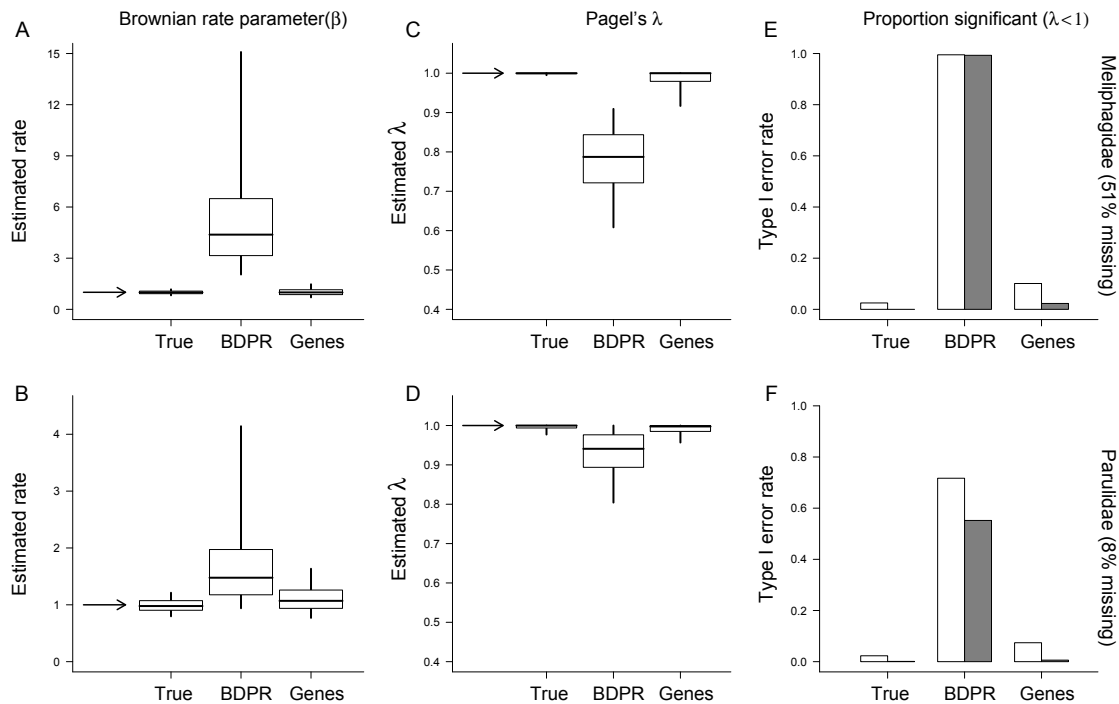 Brownian rate parameter(β)
Pagel's λ
Proportion significant (λ<1)
A
C
E
15
12
9
6
3
0
Estimated rate
True
BDPR
Genes
1.0
0.9
0.8
0.7
0.6
0.5
0.4
Estimated λ
True
BDPR
Genes
1.0
0.8
0.6
0.4
0.2
0.0
Type I error rate
True
BDPR
Genes
Meliphagidae (51% missing)
B
D
F
4
3
2
1
0
Estimated rate
True
BDPR
Genes
1.0
0.9
0.8
0.7
0.6
0.5
0.4
Estimated λ
True
BDPR
Genes
1.0
0.8
0.6
0.4
0.2
0.0
Type I error rate
True
BDPR
Genes
Parulidae (8% missing)